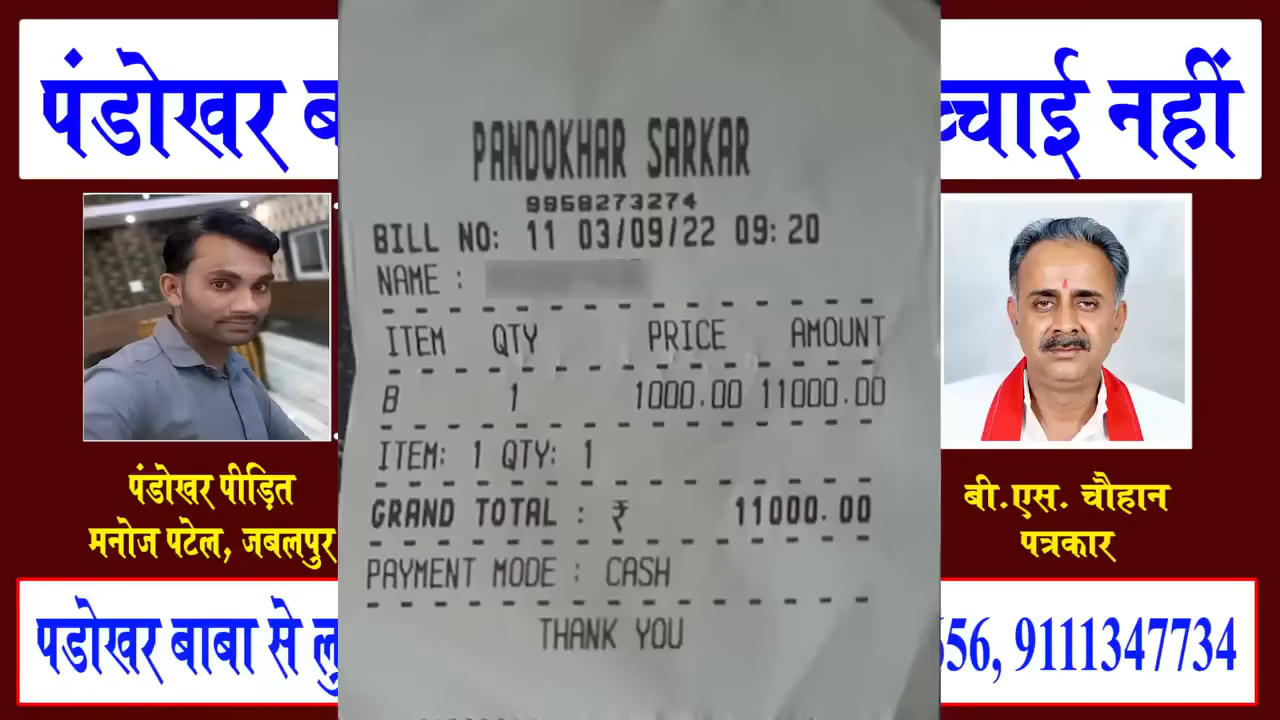 पंडोखर
च्चाई नहीं
PANDOKHAR SARKAR
9958273274
BILL NO: 11 03/09/22 09:20
NAME :
ITEM QTY PRICE AMOUNT
B 1 1000.00 11000.00
ITEM: 1 QTY: 1
GRAND TOTAL : ₹ 11000.00
PAYMENT MODE : CASH
THANK YOU
पंडोखर पीड़ित
मनोज पटेल, जबलपुर
बी.एस. चौहान
पत्रकार
पडोखर बाबा से
656, 9111347734